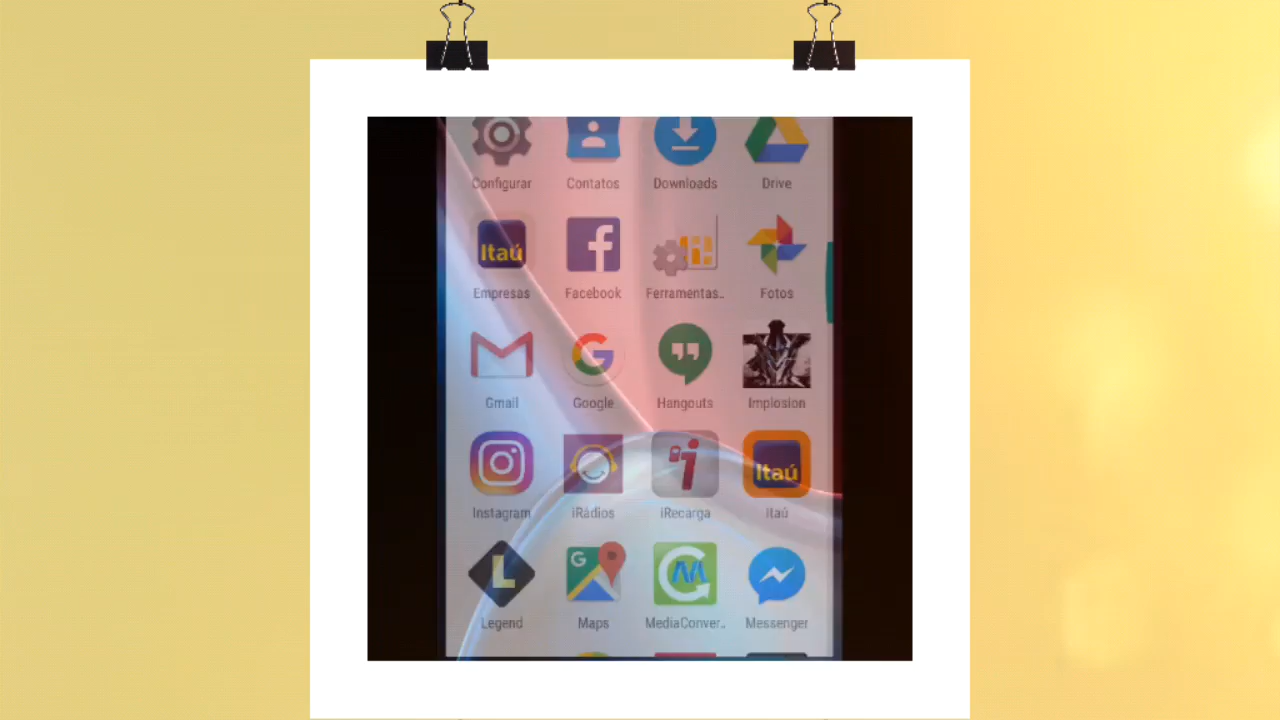 Configurar Contatos Downloads Drive
Itaú
Empresas Facebook Ferramentas.. Fotos
Gmail Google Hangouts Implosion
Itaú
Instagram iRádios iRecarga itaú
L G M
Legend Maps MediaConver.. Messenger